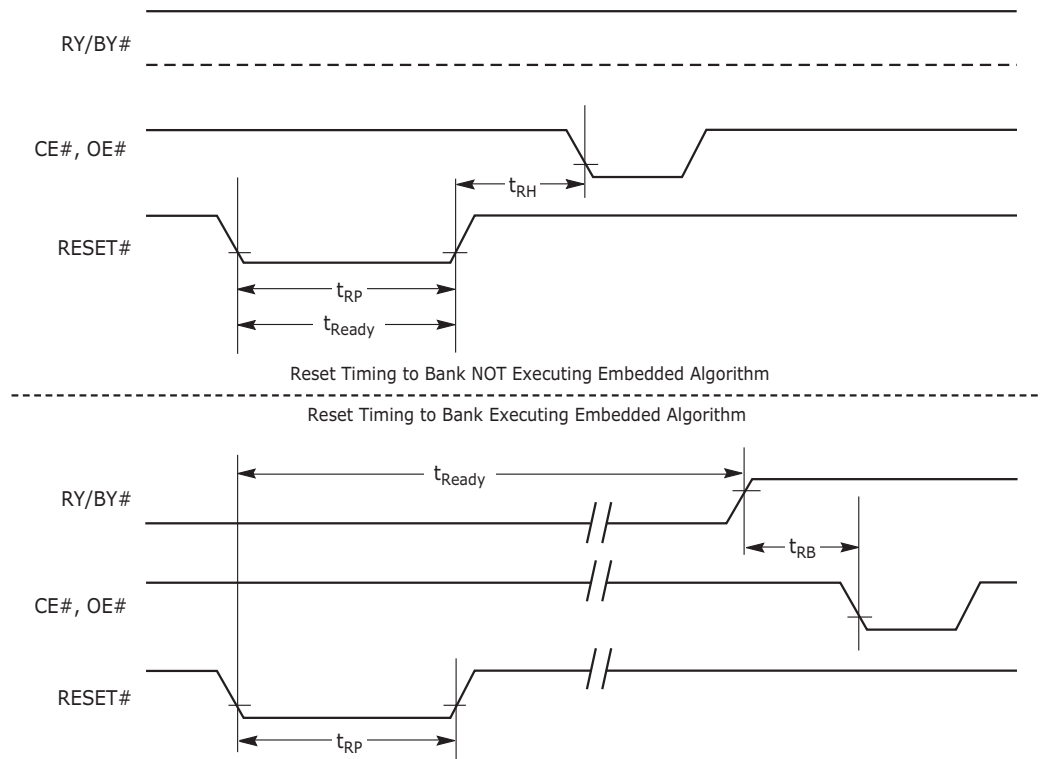 RY/BY#
CE#, OE#
tRH
RESET#
tRP
tReady
Reset Timing to Bank NOT Executing Embedded Algorithm
Reset Timing to Bank Executing Embedded Algorithm
tReady
RY/BY#
tRB
CE#, OE#
RESET#
tRP